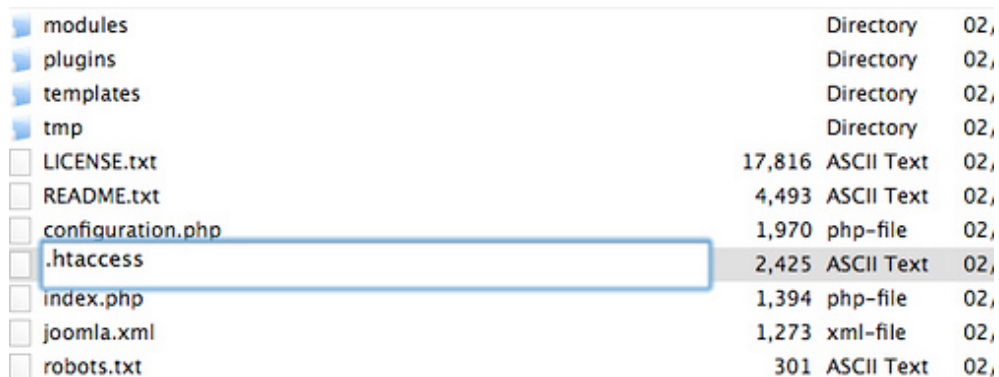 modules Directory 02/
plugins Directory 02/
templates Directory 02/
tmp Directory 02/
LICENSE.txt 17,816 ASCII Text 02/
README.txt 4,493 ASCII Text 02/
configuration.php 1,970 php-file 02/
.htaccess 2,425 ASCII Text 02/
index.php 1,394 php-file 02/
joomla.xml 1,273 xml-file 02/
robots.txt 301 ASCII Text 02/